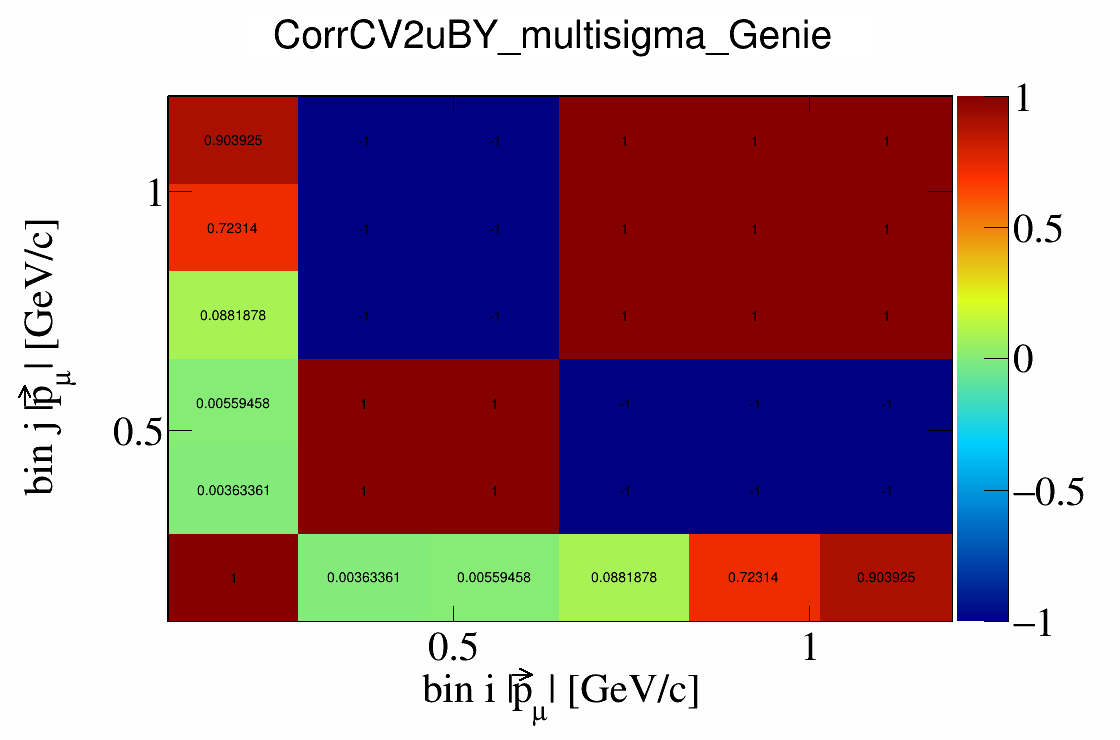 CorrCV2uBY_multisigma_Genie
0.903925 -1 -1 1 1 1
0.72314 -1 -1 1 1 1
0.0881878 -1 -1 1 1 1
0.00559458 1 1 -1 -1 -1
0.00363361 1 1 -1 -1 -1
1 0.00363361 0.00559458 0.0881878 0.72314 0.903925
1
0.5
bin j |p⃗μ| [GeV/c]
0.5 1
bin i |p⃗μ| [GeV/c]
1
0.5
0
−0.5
−1